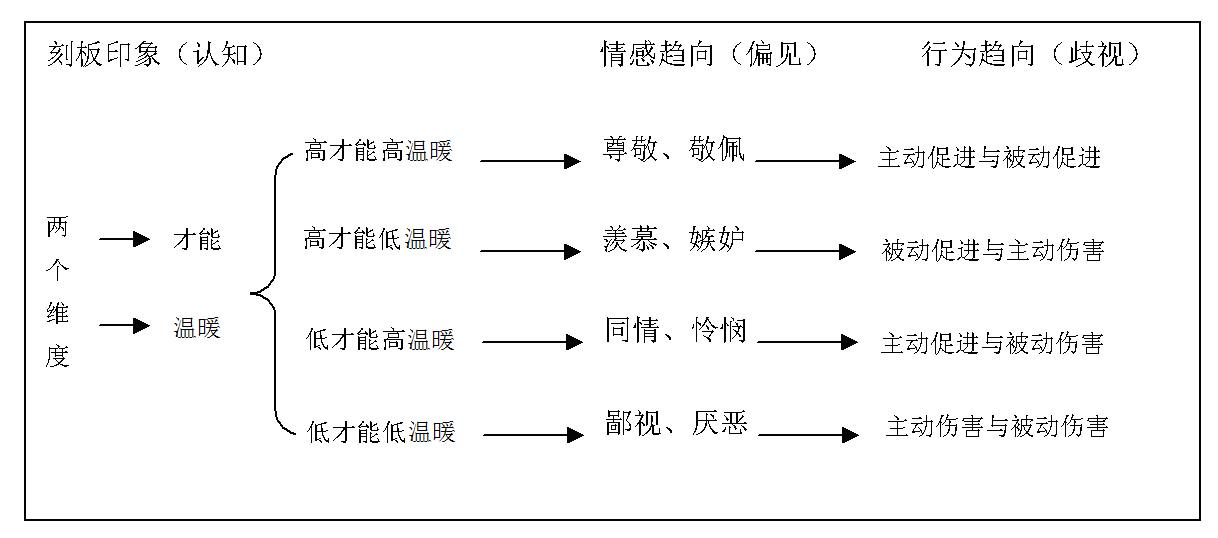 刻板印象（认知） 情感趋向（偏见） 行为趋向（歧视）
高才能高温暖 尊敬、敬佩 主动促进与被动促进
两个维度 才能 高才能低温暖 羡慕、嫉妒 被动促进与主动伤害
温暖 低才能高温暖 同情、怜悯 主动促进与被动伤害
低才能低温暖 鄙视、厌恶 主动伤害与被动伤害